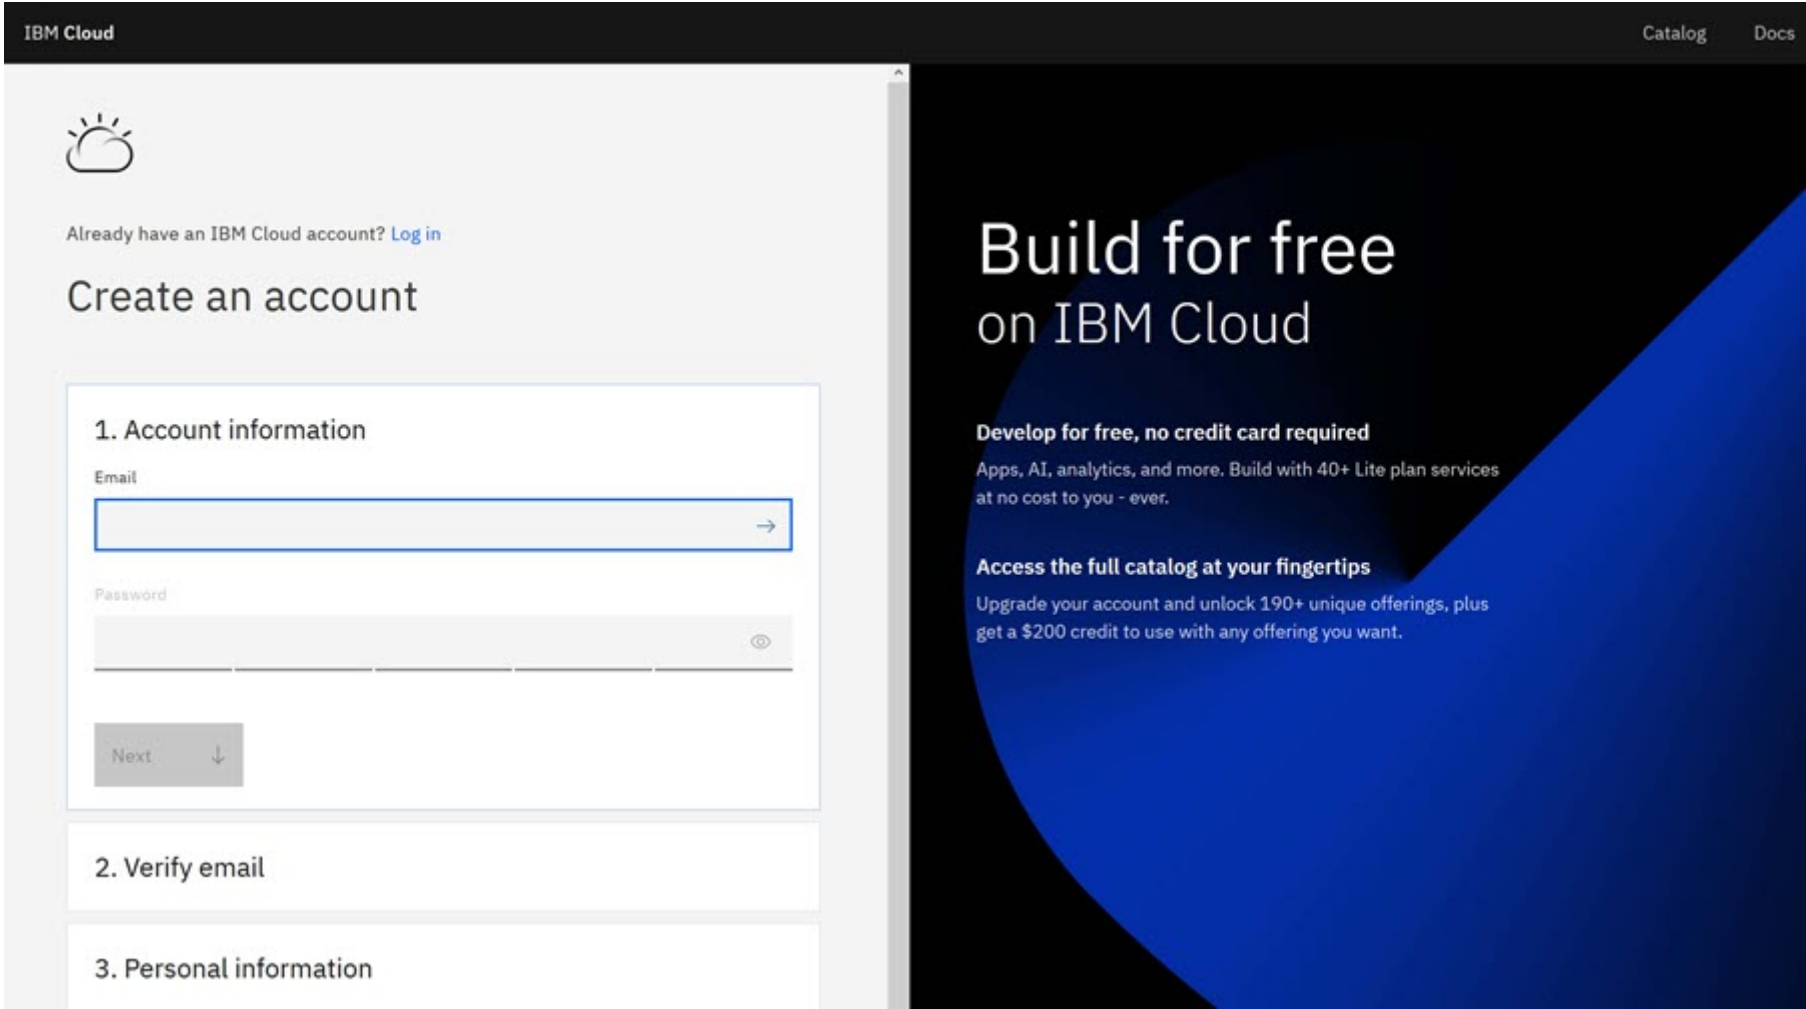 IBM Cloud
Catalog
Docs
Already have an IBM Cloud account? Log in
Create an account
1. Account information
Email
Password
Next
2. Verify email
3. Personal information
Build for free
on IBM Cloud
Develop for free, no credit card required
Apps, AI, analytics, and more. Build with 40+ Lite plan services
at no cost to you - ever.
Access the full catalog at your fingertips
Upgrade your account and unlock 190+ unique offerings, plus
get a $200 credit to use with any offering you want.